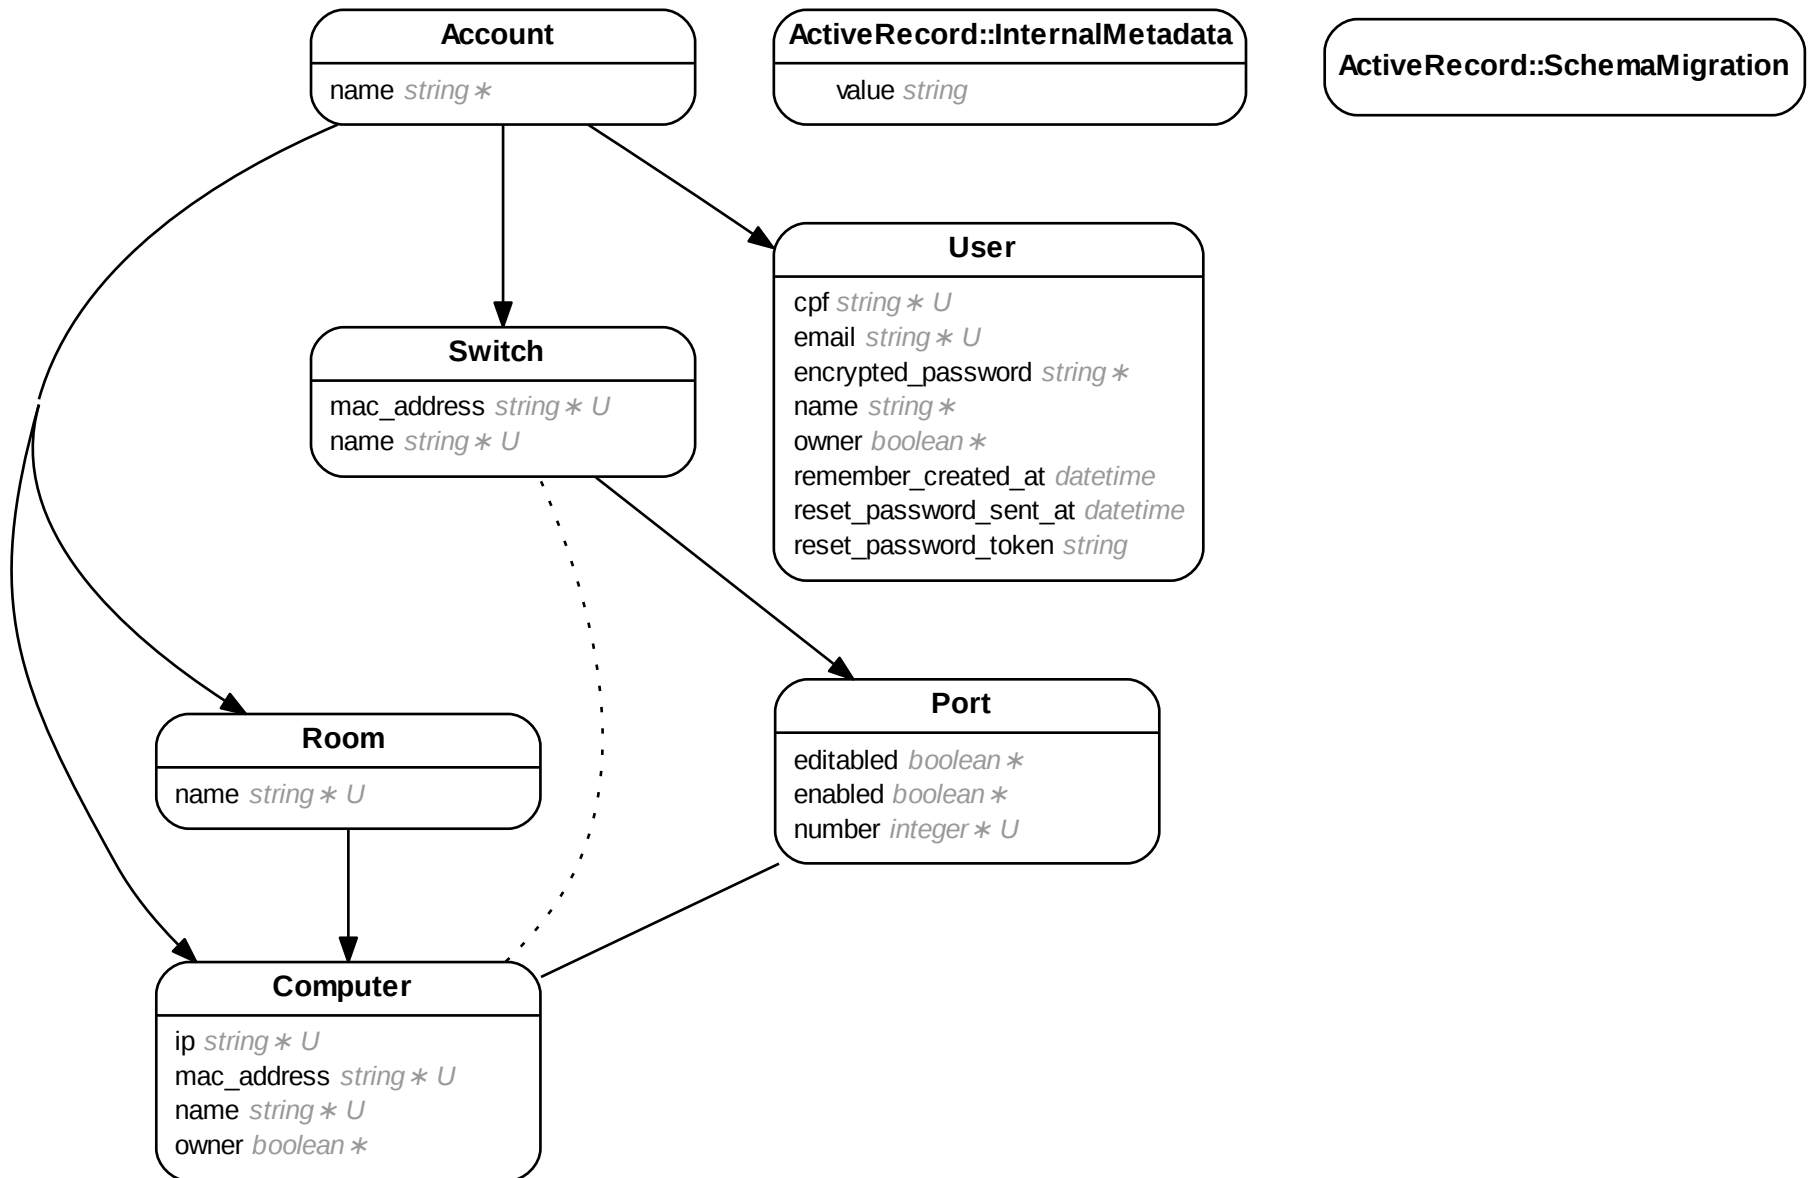 Account
name string∗
ActiveRecord::InternalMetadata
value string
ActiveRecord::SchemaMigration
User
cpf string∗ U
email string∗ U
encrypted_password string∗
name string∗
owner boolean∗
remember_created_at datetime
reset_password_sent_at datetime
reset_password_token string
Switch
mac_address string∗ U
name string∗ U
Port
editabled boolean∗
enabled boolean∗
number integer∗ U
Room
name string∗ U
Computer
ip string∗ U
mac_address string∗ U
name string∗ U
owner boolean∗